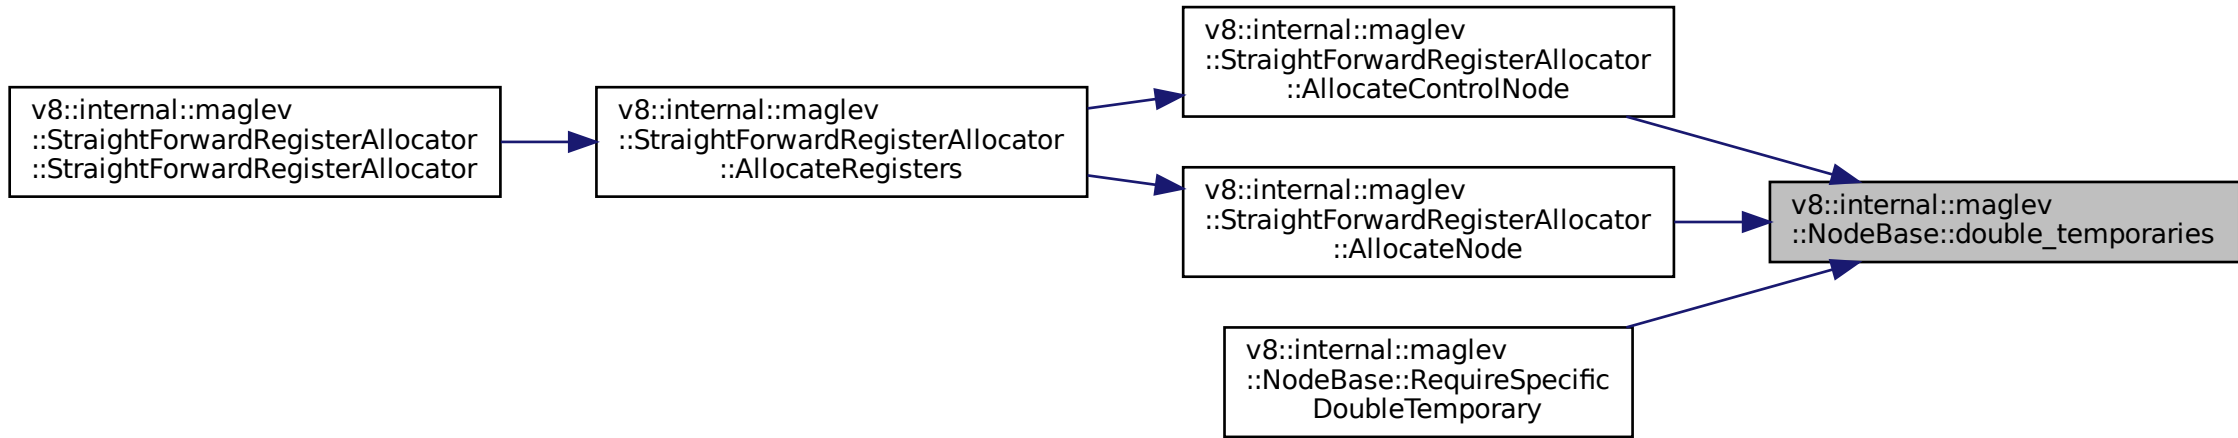 v8::internal::maglev
::StraightForwardRegisterAllocator
::StraightForwardRegisterAllocator
v8::internal::maglev
::StraightForwardRegisterAllocator
::AllocateRegisters
v8::internal::maglev
::StraightForwardRegisterAllocator
::AllocateControlNode
v8::internal::maglev
::StraightForwardRegisterAllocator
::AllocateNode
v8::internal::maglev
::NodeBase::RequireSpecific
DoubleTemporary
v8::internal::maglev
::NodeBase::double_temporaries